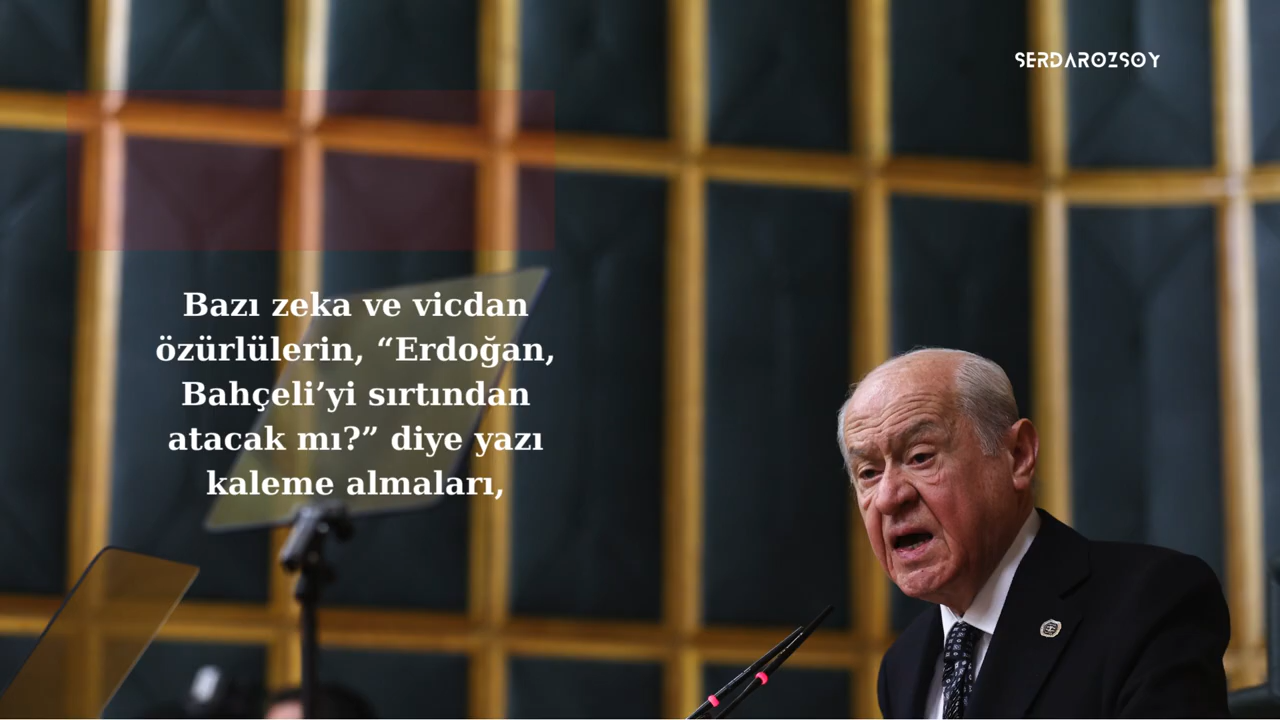 SERDAROZSOY
Bazı zeka ve vicdan
özürlülerin, “Erdoğan,
Bahçeli’yi sırtından
atacak mı?” diye yazı
kaleme almaları,